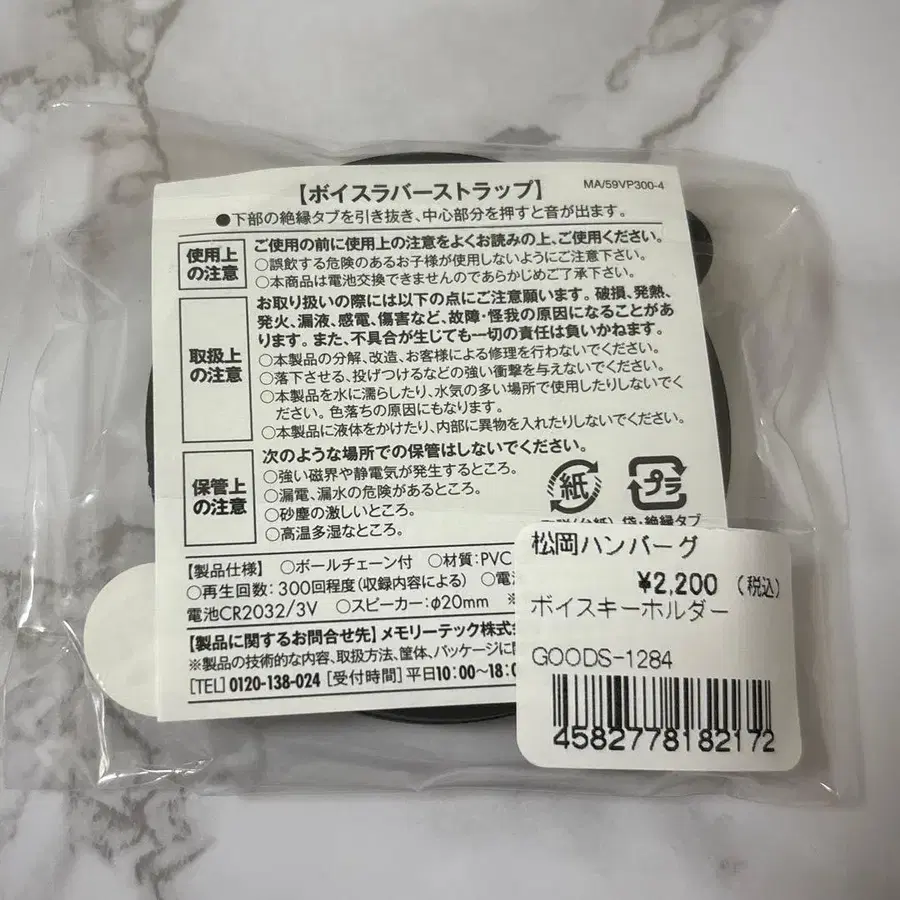 【ボイスラバーストラップ】
MA/59VP300-4
●下部の絶縁タブを引き抜き、中心部分を押すと音が出ます。
使用上
の注意
ご使用の前に使用上の注意をよくお読みの上、ご使用ください。
○誤飲する危険のあるお子様が使用しないようにご注意下さい。
○本商品は電池交換できませんのであらかじめご了承下さい。
取扱上
の注意
お取り扱いの際には以下の点にご注意願います。破損、発熱、
発火、漏液、感電、傷害など、故障・怪我の原因になることがあ
ります。また、不具合が生じても一切の責任は負いかねます。
○本製品の分解、改造、お客様による修理を行わないでください。
○落下させる、投げつけるなどの強い衝撃を与えないでください。
○本製品を水に濡らしたり、水気の多い場所で使用したりしないでく
ださい。色落ちの原因にもなります。
○本製品に液体をかけたり、内部に異物を入れたりしないでください。
保管上
の注意
次のような場所での保管はしないでください。
○強い磁界や静電気が発生するところ。
○漏電、漏水の危険があるところ。
○砂塵の激しいところ。
○高温多湿なところ。
紙
プラ
袋・絶縁タブ
【製品仕様】 ○ボールチェーン付 ○材質：PVC
○再生回数：300回程度（収録内容による） ○電池
電池CR2032/3V ○スピーカー：φ20mm ※
【製品に関するお問合せ先】メモリーテック株式会
※製品の技術的な内容、取扱方法、筐体、パッケージに
[TEL] 0120-138-024 [受付時間] 平日10:00～18:0
松岡ハンバーグ
¥2,200 （税込）
ボイスキーホルダー
GOODS-1284
4582778182172